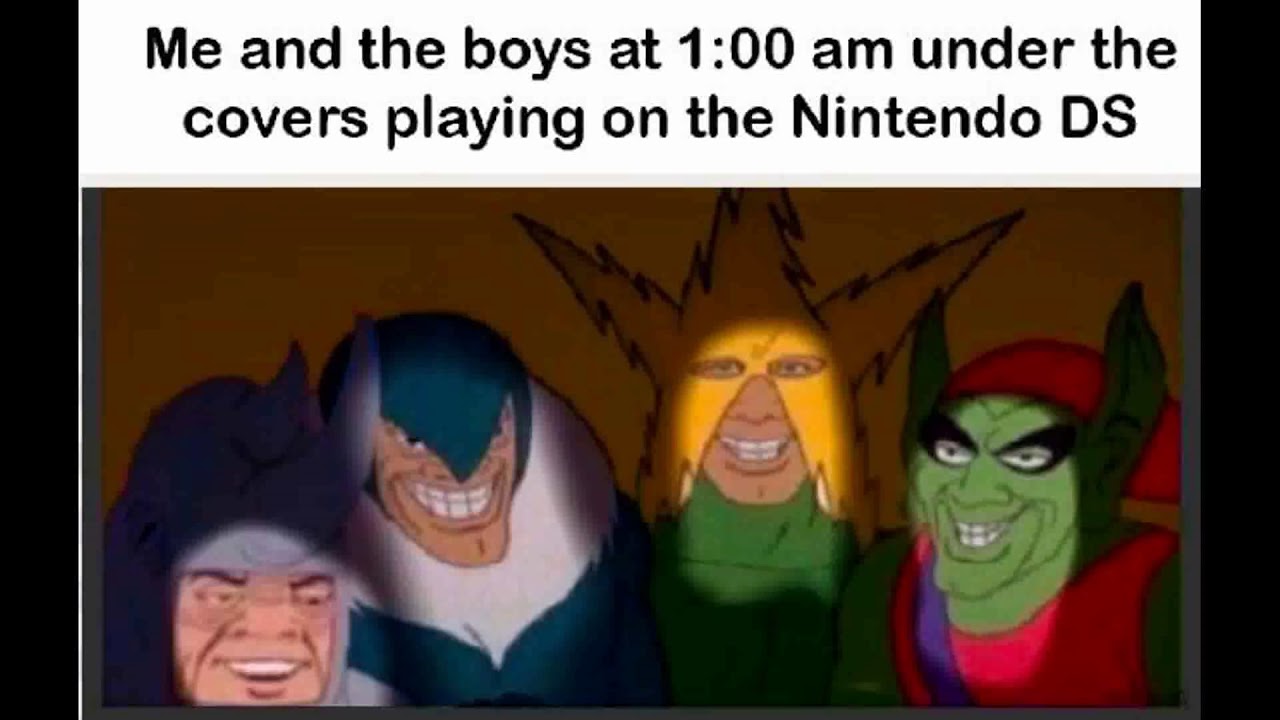 Me and the boys at 1:00 am under the
covers playing on the Nintendo DS